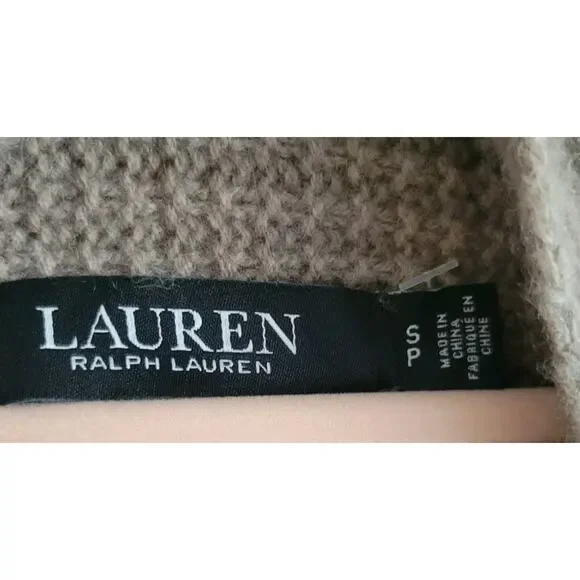 LAUREN
RALPH LAUREN
S
P
MADE IN
CHINA
FABRIQUÉ EN
CHINE